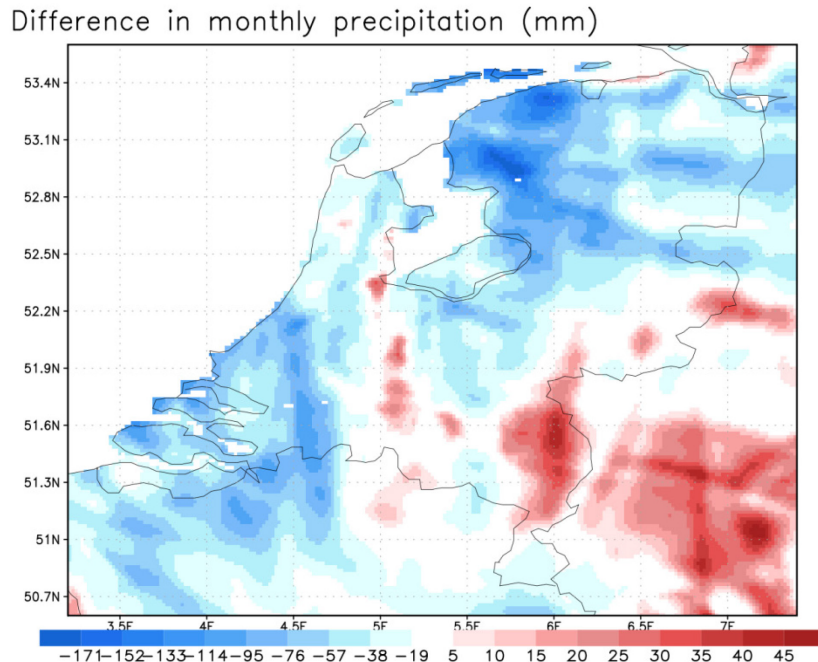 Difference in monthly precipitation (mm)
53.4N
53.1N
52.8N
52.5N
52.2N
51.9N
51.6N
51.3N
51N
50.7N
3.5E 4E 4.5E 5E 5.5E 6E 6.5E 7E
−171−152−133−114−95 −76 −57 −38 −19 5 10 15 20 25 30 35 40 45